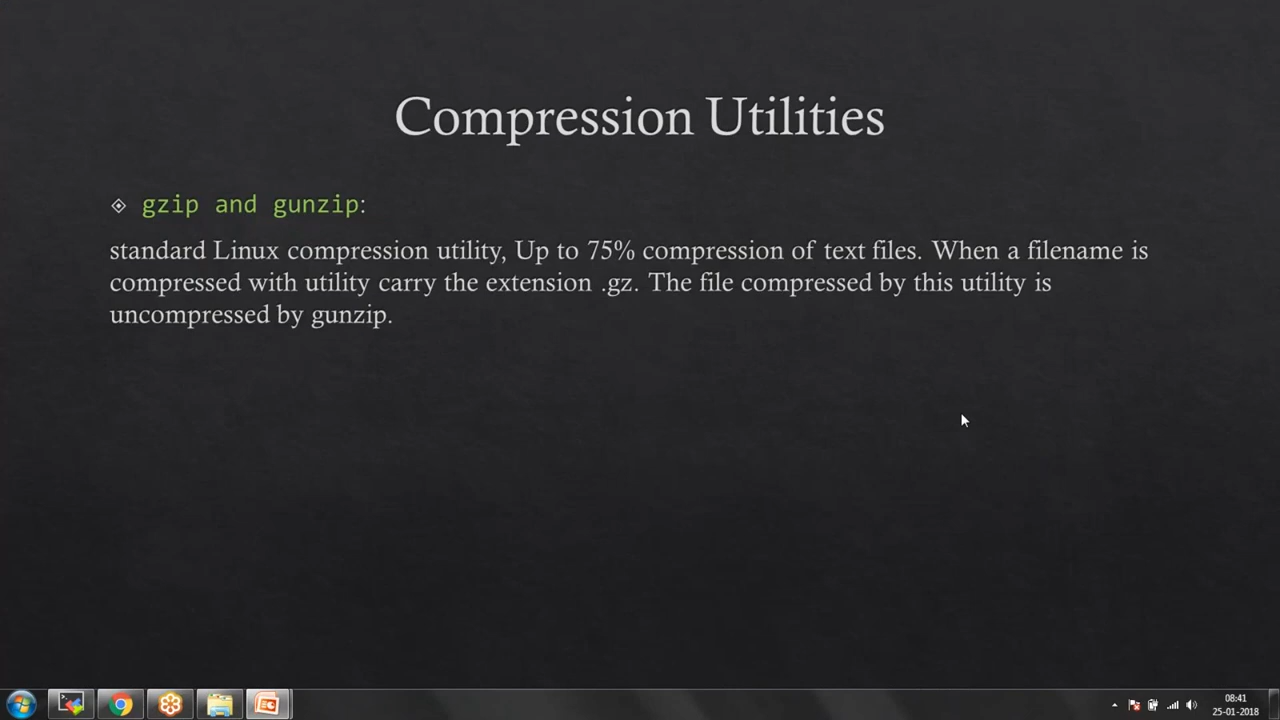 Compression Utilities
gzip and gunzip:
standard Linux compression utility, Up to 75% compression of text files. When a filename is
compressed with utility carry the extension .gz. The file compressed by this utility is
uncompressed by gunzip.
08:41
25-01-2018